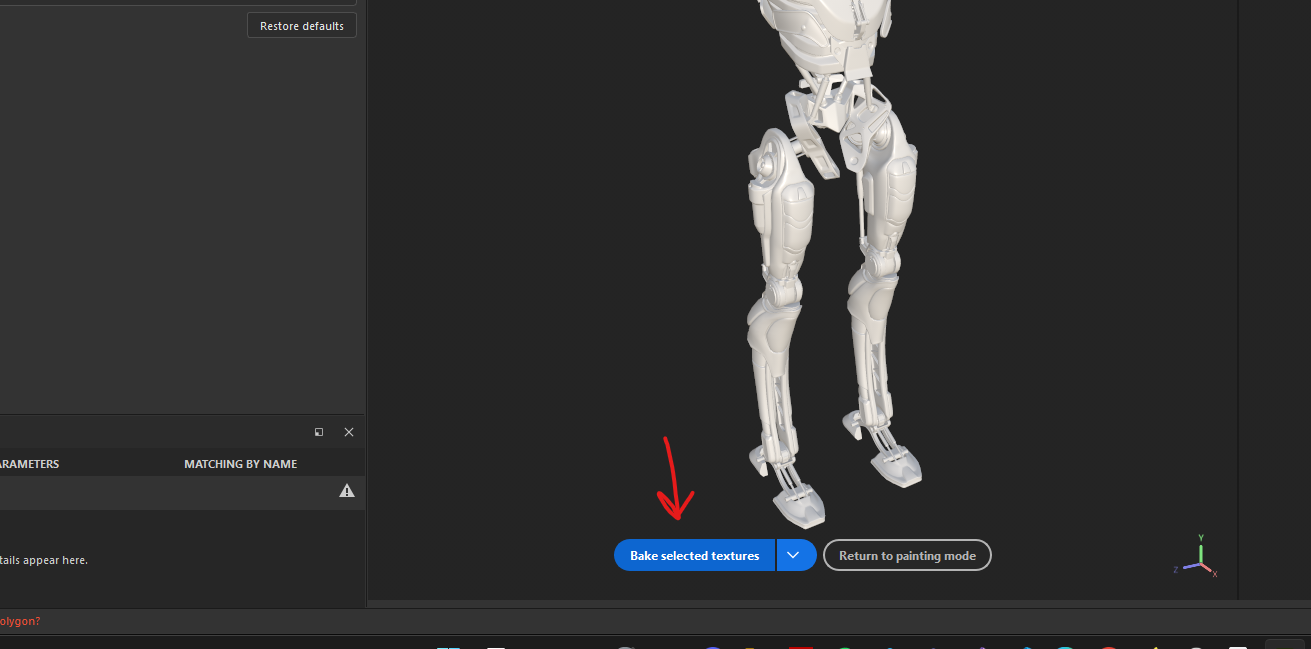 Restore defaults
ARAMETERS
MATCHING BY NAME
tails appear here.
Bake selected textures
Return to painting mode
Y
Z
X
olygon?